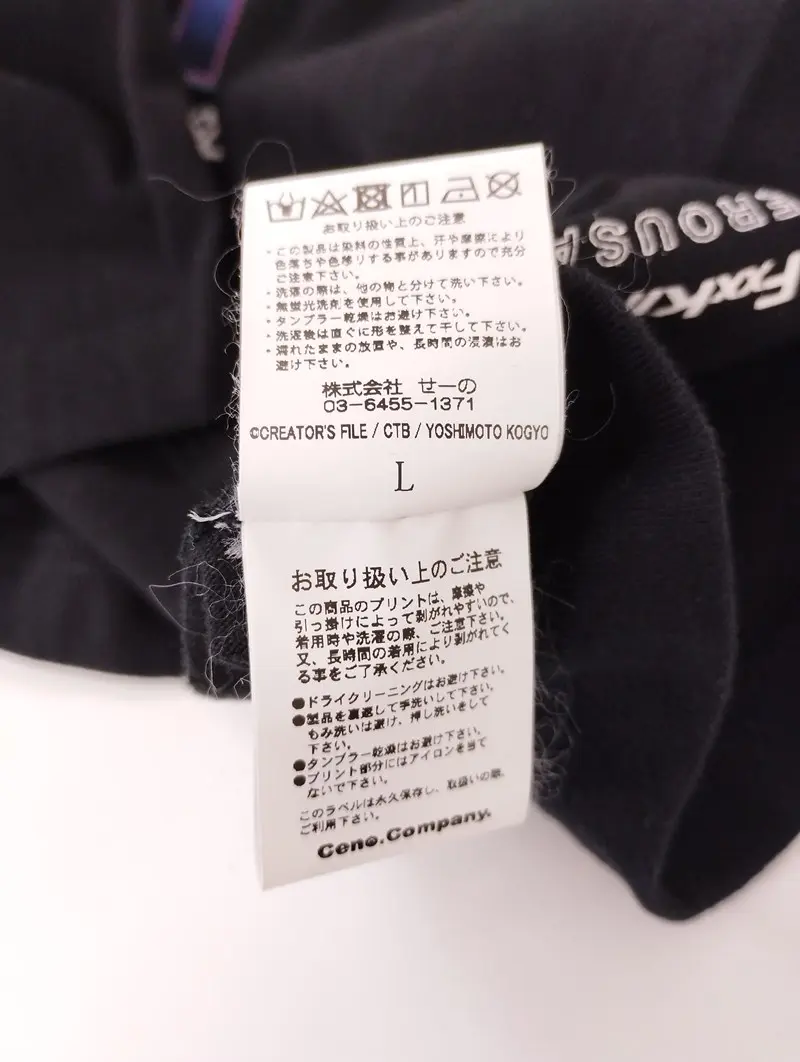 お取り扱い上のご注意
・この製品は染料の性質上、汗や摩擦により
色落ちや色移りする事がありますので充分
ご注意下さい。
・洗濯の際は、他の物と分けて洗い下さい。
・無蛍光洗剤を使用して下さい。
・タンブラー乾燥はお避け下さい。
・洗濯後は直ぐに形を整えて干して下さい。
・濡れたままの放置や、長時間の浸漬はお
避け下さい。
株式会社 せーの
03-6455-1371
©CREATOR'S FILE / CTB / YOSHIMOTO KOGYO
L
お取り扱い上のご注意
この商品のプリントは、摩擦や
引っ掛けによって剥がれやすいので、
着用時や洗濯の際、ご注意下さい。
又、長時間の着用により剥がれてく
る事をご了承ください。
●ドライクリーニングはお避け下さい。
●製品を裏返して手洗いして下さい。
もみ洗いは避け、押し洗いをして
下さい。
●タンブラー乾燥はお避け下さい。
●プリント部分にはアイロンを当て
ないで下さい。
このラベルは永久保存し、取扱いの際、
ご利用下さい。
Ceno.Company.